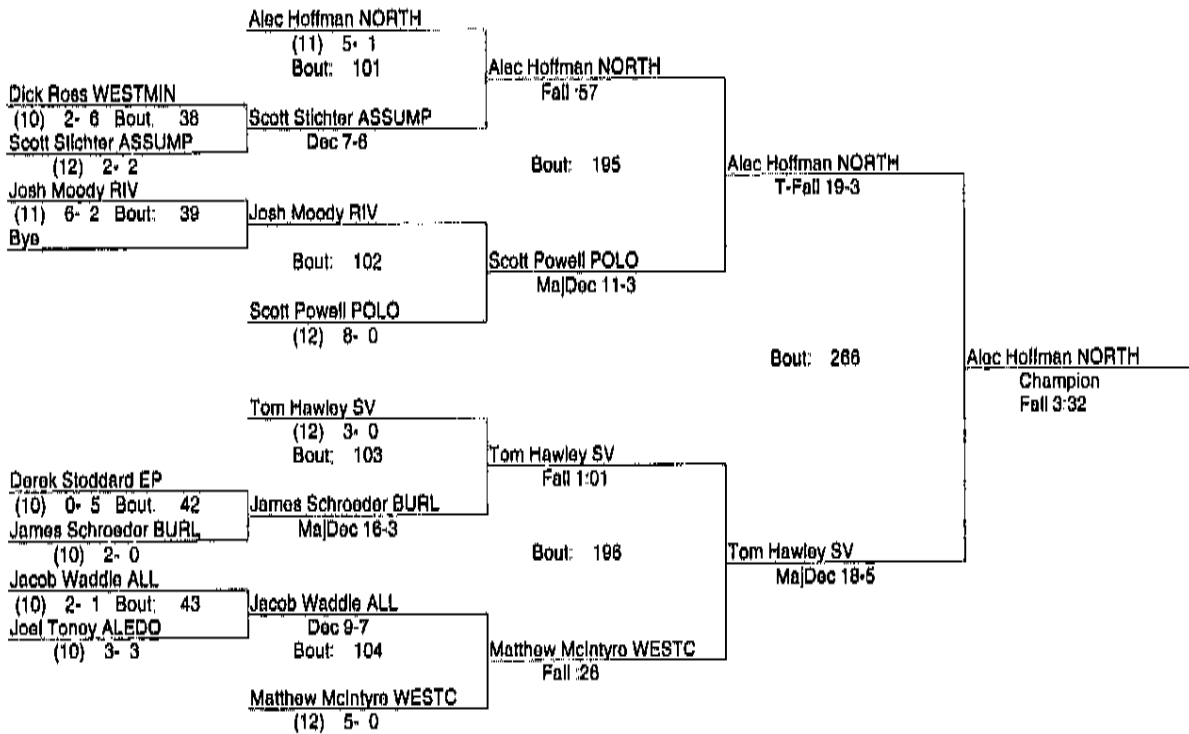 Alec Hoffman NORTH
(11) 5- 1
Bout: 101
Alec Hoffman NORTH
Fall :57
Dick Ross WESTMIN
(10) 2- 6 Bout. 38
Scott Stichter ASSUMP
Dec 7-6
Scott Stichter ASSUMP
(12) 2- 2
Bout: 195
Alec Hoffman NORTH
T-Fall 19-3
Josh Moody RIV
(11) 6- 2 Bout: 39
Josh Moody RIV
Bye
Bout: 102
Scott Powell POLO
MajDec 11-3
Scott Powell POLO
(12) 8- 0
Bout: 266
Alec Hoffman NORTH
Champion
Fall 3:32
Tom Hawley SV
(12) 3- 0
Bout: 103
Tom Hawley SV
Fall 1:01
Derek Stoddard EP
(10) 0- 5 Bout. 42
James Schroeder BURL
MajDec 16-3
James Schroeder BURL
(10) 2- 0
Bout: 196
Tom Hawley SV
MajDec 18-5
Jacob Waddle ALL
(10) 2- 1 Bout: 43
Jacob Waddle ALL
Dec 9-7
Joel Toney ALEDO
(10) 3- 3
Bout: 104
Matthew McIntyre WESTC
Fall :26
Matthew McIntyre WESTC
(12) 5- 0